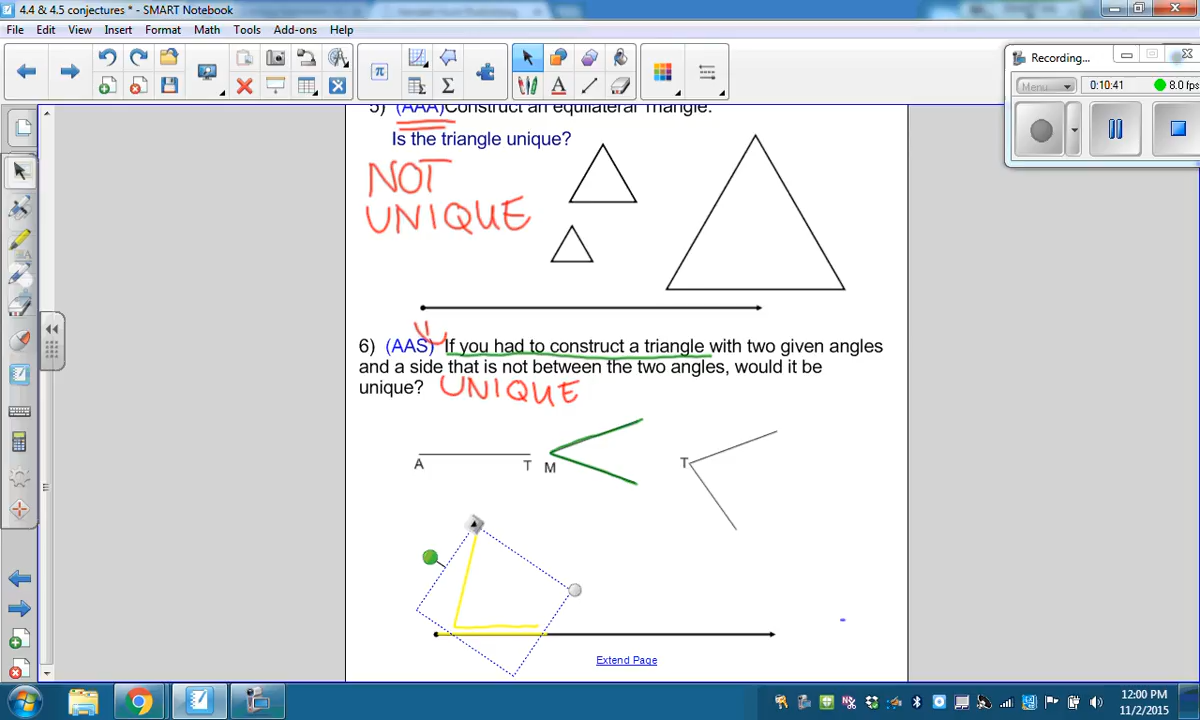 4.4 & 4.5 conjectures * - SMART Notebook
File Edit View Insert Format Math Tools Add-ons Help
Recording...
Menu 0:10:41 8.0 fps
5) (AAA)Construct an equilateral Triangle.
Is the triangle unique?
NOT
UNIQUE
6) (AAS) If you had to construct a triangle with two given angles
and a side that is not between the two angles, would it be
unique? UNIQUE
A T M T
Extend Page
12:00 PM
11/2/2015